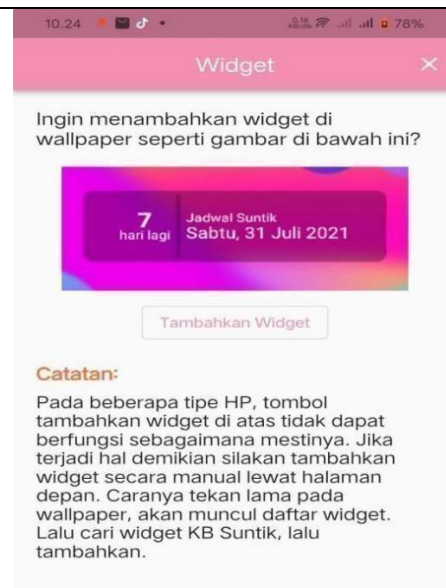 10.24 78%
Widget
Ingin menambahkan widget di
wallpaper seperti gambar di bawah ini?
7
hari lagi
Jadwal Suntik
Sabtu, 31 Juli 2021
Tambahkan Widget
Catatan:
Pada beberapa tipe HP, tombol
tambahkan widget di atas tidak dapat
berfungsi sebagaimana mestinya. Jika
terjadi hal demikian silakan tambahkan
widget secara manual lewat halaman
depan. Caranya tekan lama pada
wallpaper, akan muncul daftar widget.
Lalu cari widget KB Suntik, lalu
tambahkan.